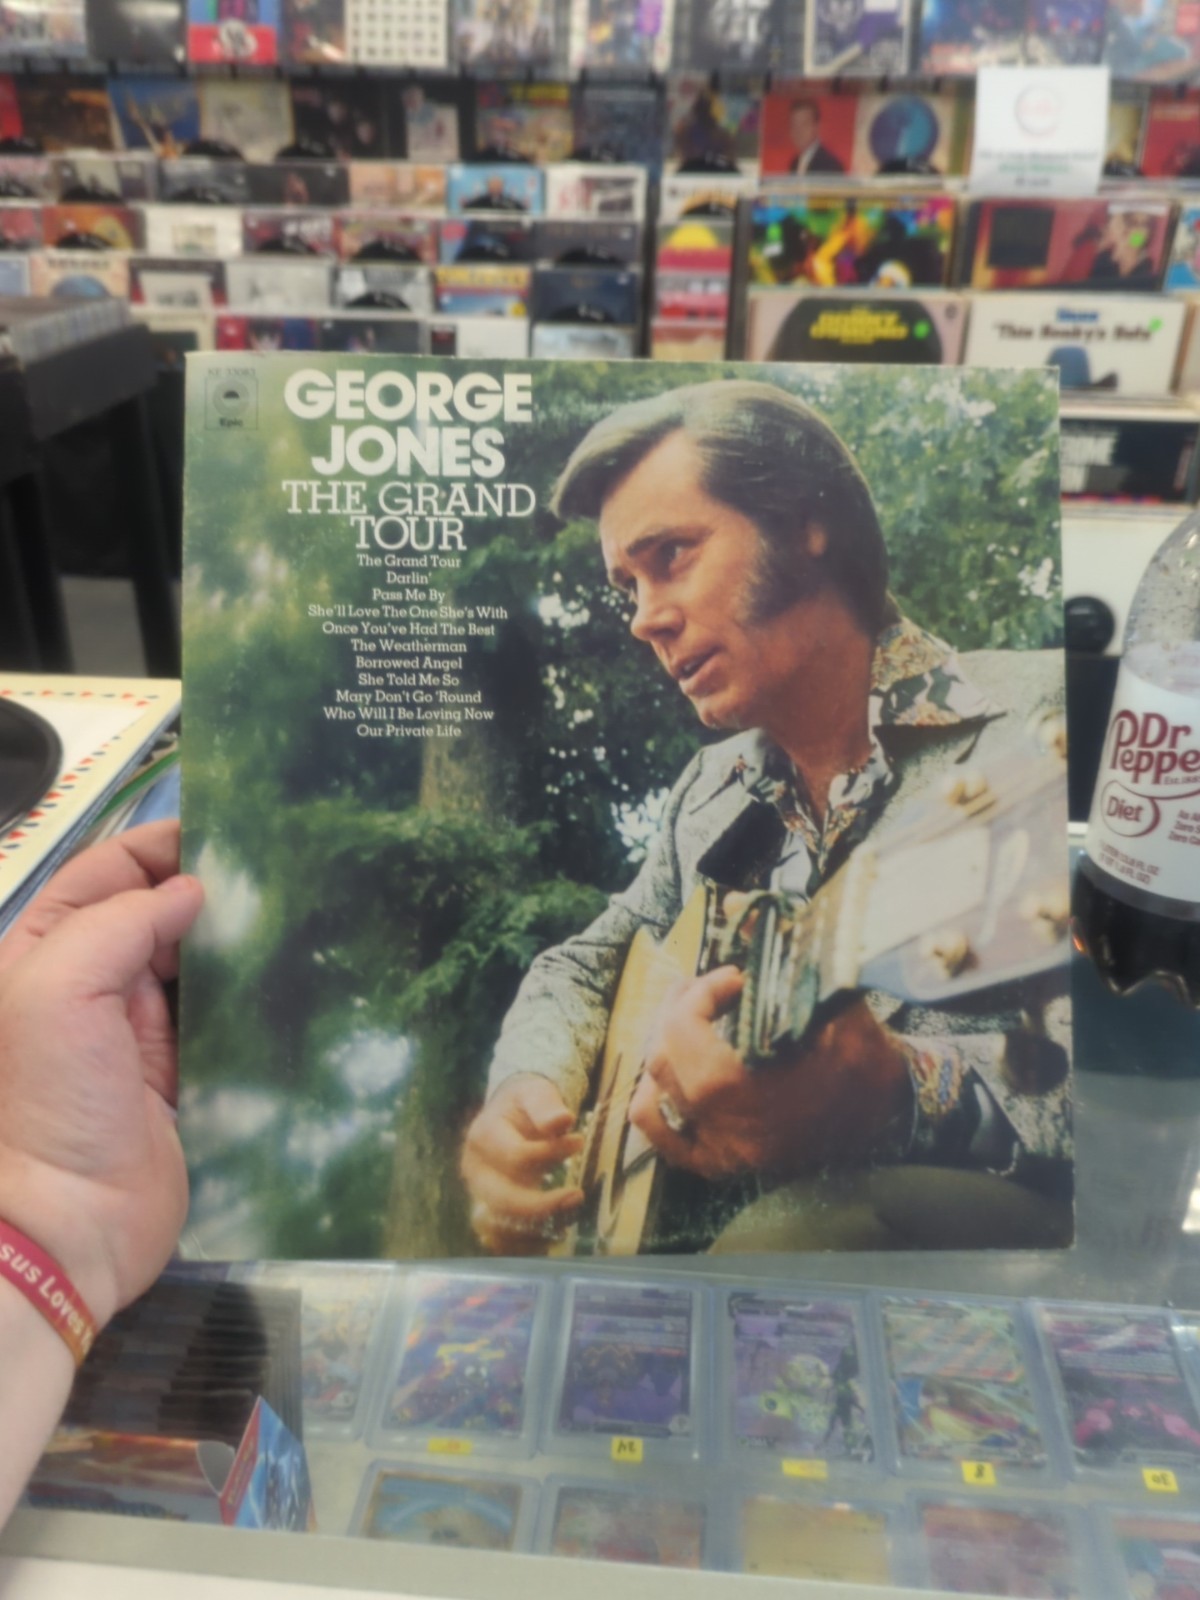 KE 33083
Epic
GEORGE
JONES
THE GRAND
TOUR
The Grand Tour
Darlin'
Pass Me By
She'll Love The One She's With
Once You've Had The Best
The Weatherman
Borrowed Angel
She Told Me So
Mary Don't Go 'Round
Who Will I Be Loving Now
Our Private Life
Dr
Peppe
Diet
sus Loves